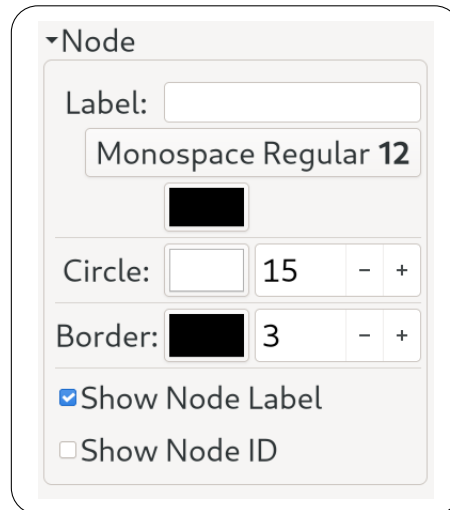 Node
Label:
Monospace Regular 12
Circle: 15 − +
Border: 3 − +
Show Node Label
Show Node ID